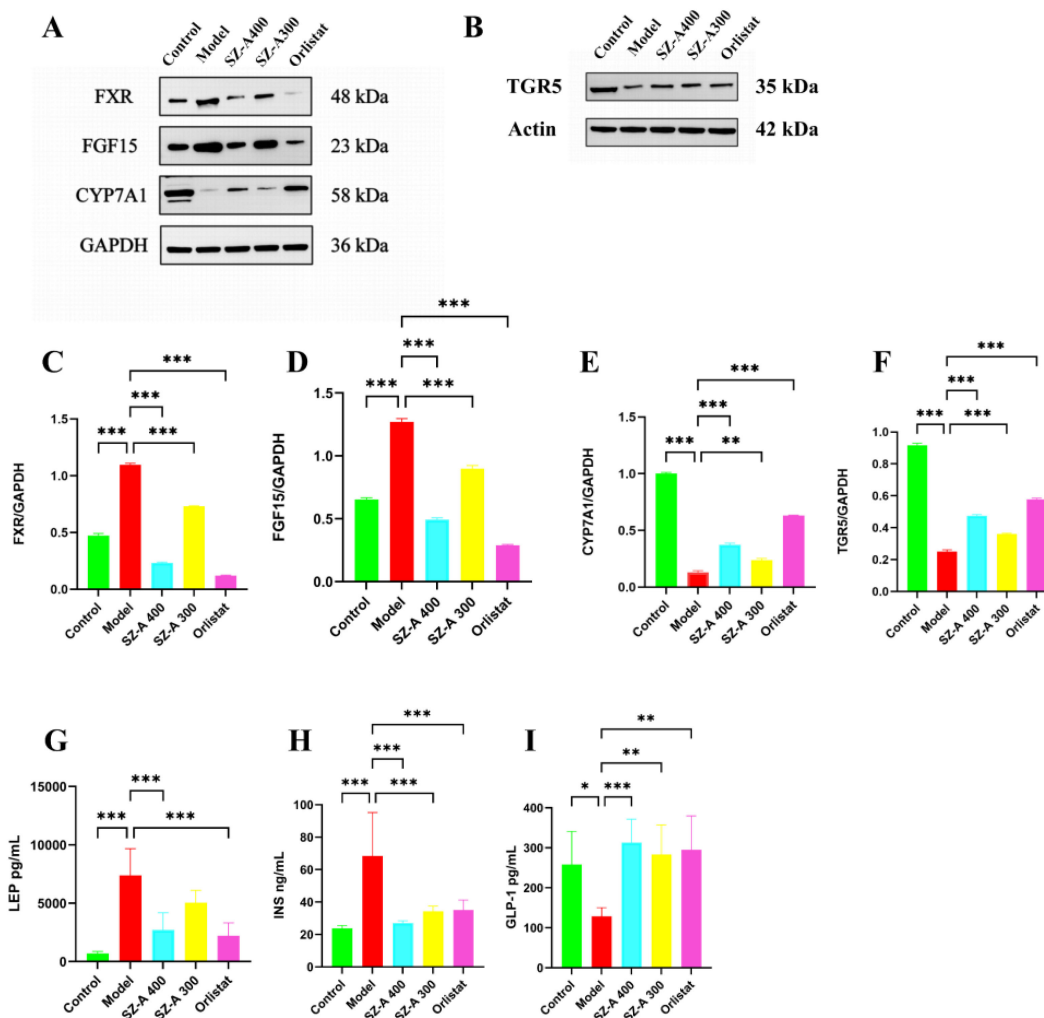 A
Control Model SZ-A400 SZ-A300 Orlistat
FXR 48 kDa
FGF15 23 kDa
CYP7A1 58 kDa
GAPDH 36 kDa
B
Control Model SZ-A400 SZ-A300 Orlistat
TGR5 35 kDa
Actin 42 kDa
C
***
***
*** ***
FXR/GAPDH
1.5
1.0
0.5
0.0
Control Model SZ-A 400 SZ-A 300 Orlistat
D
***
***
*** ***
FGF15/GAPDH
1.5
1.0
0.5
0.0
Control Model SZ-A 400 SZ-A 300 Orlistat
E
***
***
*** **
CYP7A1/GAPDH
1.5
1.0
0.5
0.0
Control Model SZ-A 400 SZ-A 300 Orlistat
F
***
***
*** ***
TGR5/GAPDH
1.0
0.8
0.6
0.4
0.2
0.0
Control Model SZ-A 400 SZ-A 300 Orlistat
G
***
*** ***
LEP pg/mL
15000
10000
5000
0
Control Model SZ-A 400 SZ-A 300 Orlistat
H
***
***
*** ***
INS ng/mL
100
80
60
40
20
0
Control Model SZ-A 400 SZ-A 300 Orlistat
I
**
**
* ***
GLP-1 pg/mL
400
300
200
100
0
Control Model SZ-A 400 SZ-A 300 Orlistat